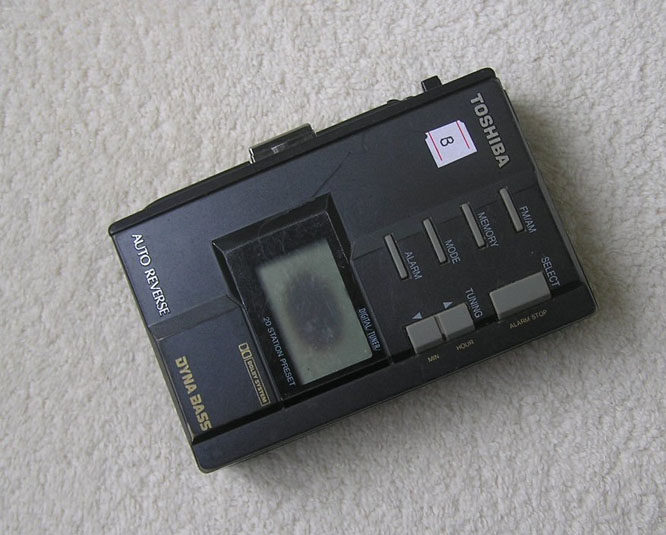 TOSHIBA
B
FM/AM
MEMORY
MODE
ALARM
SELECT
ALARM·STOP
TUNING
▲
▼
HOUR
MIN
DIGITAL TUNER
20 STATION PRESET
AUTO REVERSE
DOLBY SYSTEM
DYNA BASS